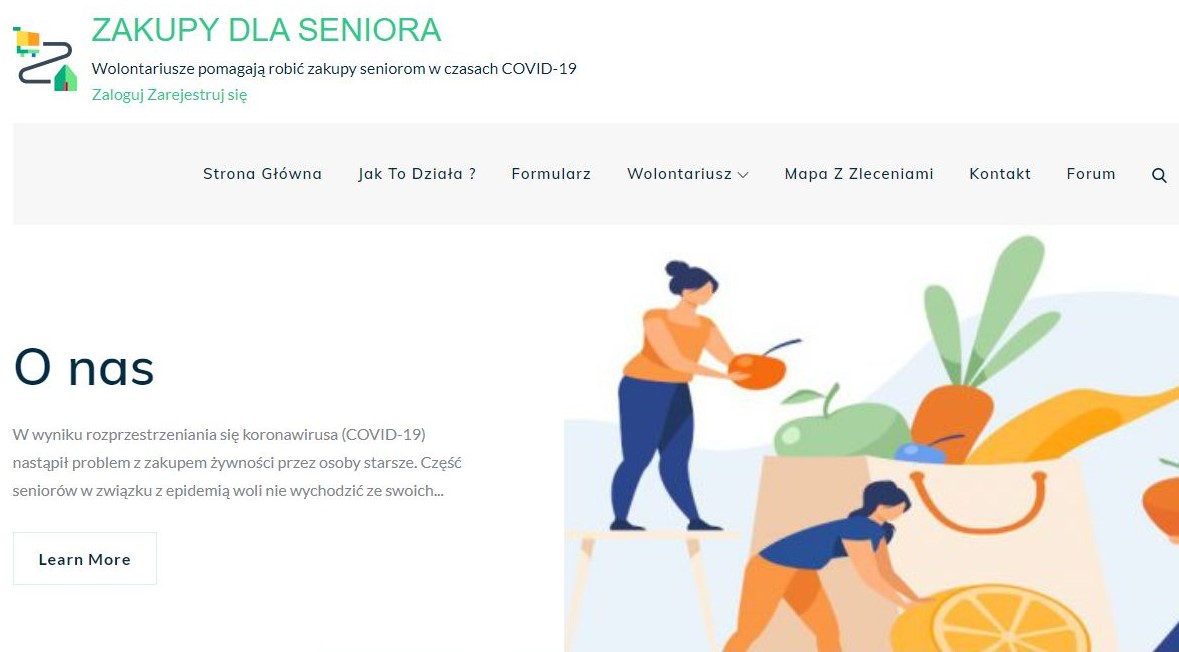 ZAKUPY DLA SENIORA
Wolontariusze pomagają robić zakupy seniorom w czasach COVID-19
Zaloguj Zarejestruj się
Strona Główna Jak To Działa ? Formularz Wolontariusz Mapa Z Zleceniami Kontakt Forum
O nas
W wyniku rozprzestrzeniania się koronawirusa (COVID-19)
nastąpił problem z zakupem żywności przez osoby starsze. Część
seniorów w związku z epidemią woli nie wychodzić ze swoich...
Learn More